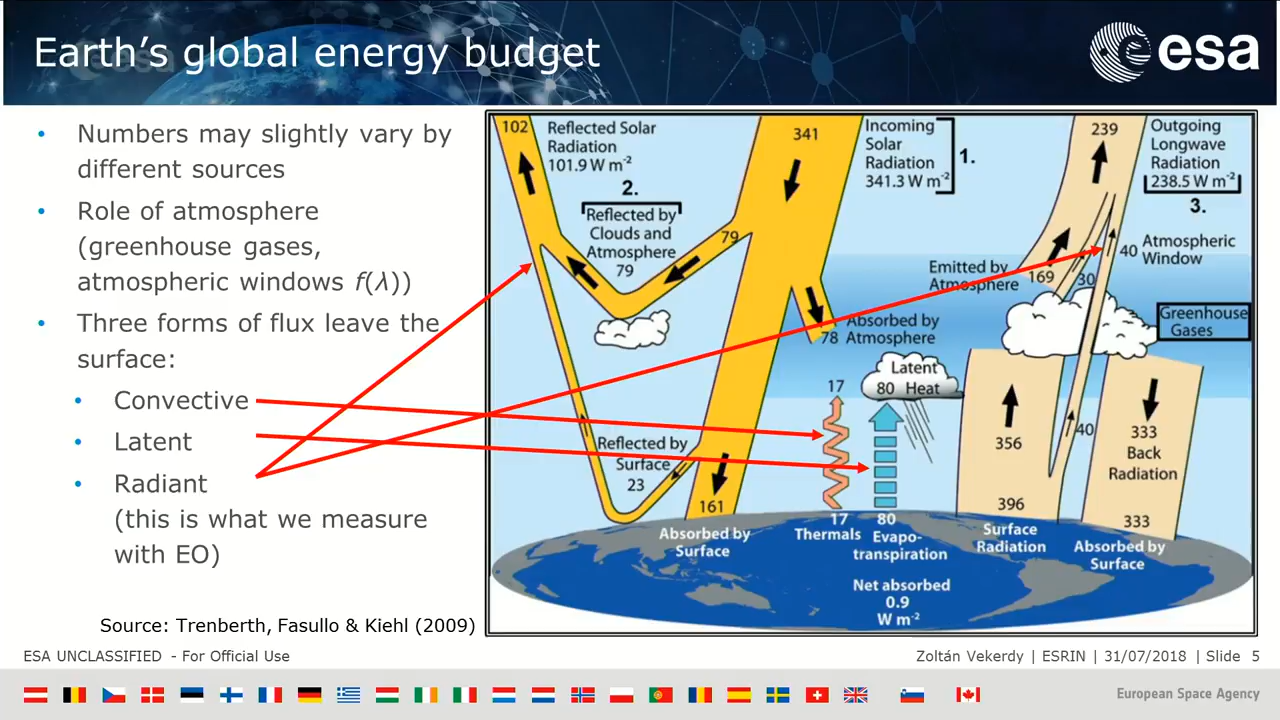 Earth's global energy budget
esa
• Numbers may slightly vary by
different sources
• Role of atmosphere
(greenhouse gases,
atmospheric windows f(λ))
• Three forms of flux leave the
surface:
• Convective
• Latent
• Radiant
(this is what we measure
with EO)
Source: Trenberth, Fasullo & Kiehl (2009)
102
Reflected Solar
Radiation
101.9 W m-2
2.
Reflected by
Clouds and
Atmosphere
79
79
341
Incoming
Solar
Radiation
341.3 W m-2
1.
239
Outgoing
Longwave
Radiation
238.5 W m-2
3.
40
Atmospheric
Window
Emitted by
Atmosphere
169
30
Greenhouse
Gases
Absorbed by
78 Atmosphere
Latent
80 Heat
17
Reflected by
Surface
23
161
Absorbed by
Surface
17
Thermals
80
Evapo-
transpiration
356
40
396
Surface
Radiation
333
Back
Radiation
333
Absorbed by
Surface
Net absorbed
0.9
W m-2
ESA UNCLASSIFIED - For Official Use
Zoltán Vekerdy | ESRIN | 31/07/2018 | Slide 5
European Space Agency